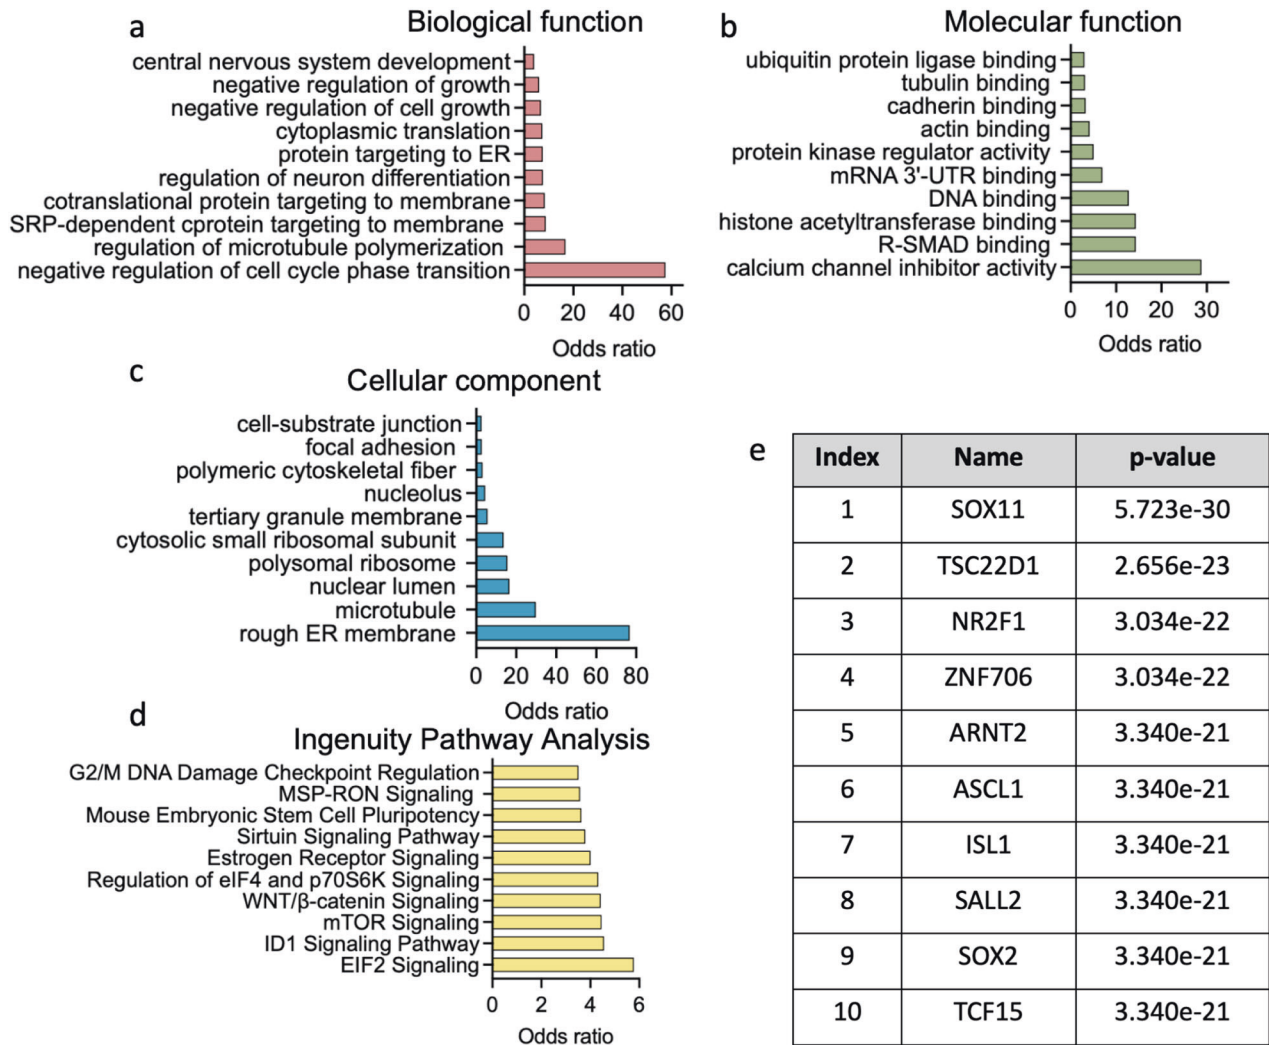 a
Biological function
central nervous system development
negative regulation of growth
negative regulation of cell growth
cytoplasmic translation
protein targeting to ER
regulation of neuron differentiation
cotranslational protein targeting to membrane
SRP-dependent cprotein targeting to membrane
regulation of microtubule polymerization
negative regulation of cell cycle phase transition
0 20 40 60
Odds ratio
b
Molecular function
ubiquitin protein ligase binding
tubulin binding
cadherin binding
actin binding
protein kinase regulator activity
mRNA 3'-UTR binding
DNA binding
histone acetyltransferase binding
R-SMAD binding
calcium channel inhibitor activity
0 10 20 30
Odds ratio
c
Cellular component
cell-substrate junction
focal adhesion
polymeric cytoskeletal fiber
nucleolus
tertiary granule membrane
cytosolic small ribosomal subunit
polysomal ribosome
nuclear lumen
microtubule
rough ER membrane
0 20 40 60 80
Odds ratio
d
Ingenuity Pathway Analysis
G2/M DNA Damage Checkpoint Regulation
MSP-RON Signaling
Mouse Embryonic Stem Cell Pluripotency
Sirtuin Signaling Pathway
Estrogen Receptor Signaling
Regulation of eIF4 and p70S6K Signaling
WNT/β-catenin Signaling
mTOR Signaling
ID1 Signaling Pathway
EIF2 Signaling
0 2 4 6
Odds ratio
e
Index Name p-value
1 SOX11 5.723e-30
2 TSC22D1 2.656e-23
3 NR2F1 3.034e-22
4 ZNF706 3.034e-22
5 ARNT2 3.340e-21
6 ASCL1 3.340e-21
7 ISL1 3.340e-21
8 SALL2 3.340e-21
9 SOX2 3.340e-21
10 TCF15 3.340e-21